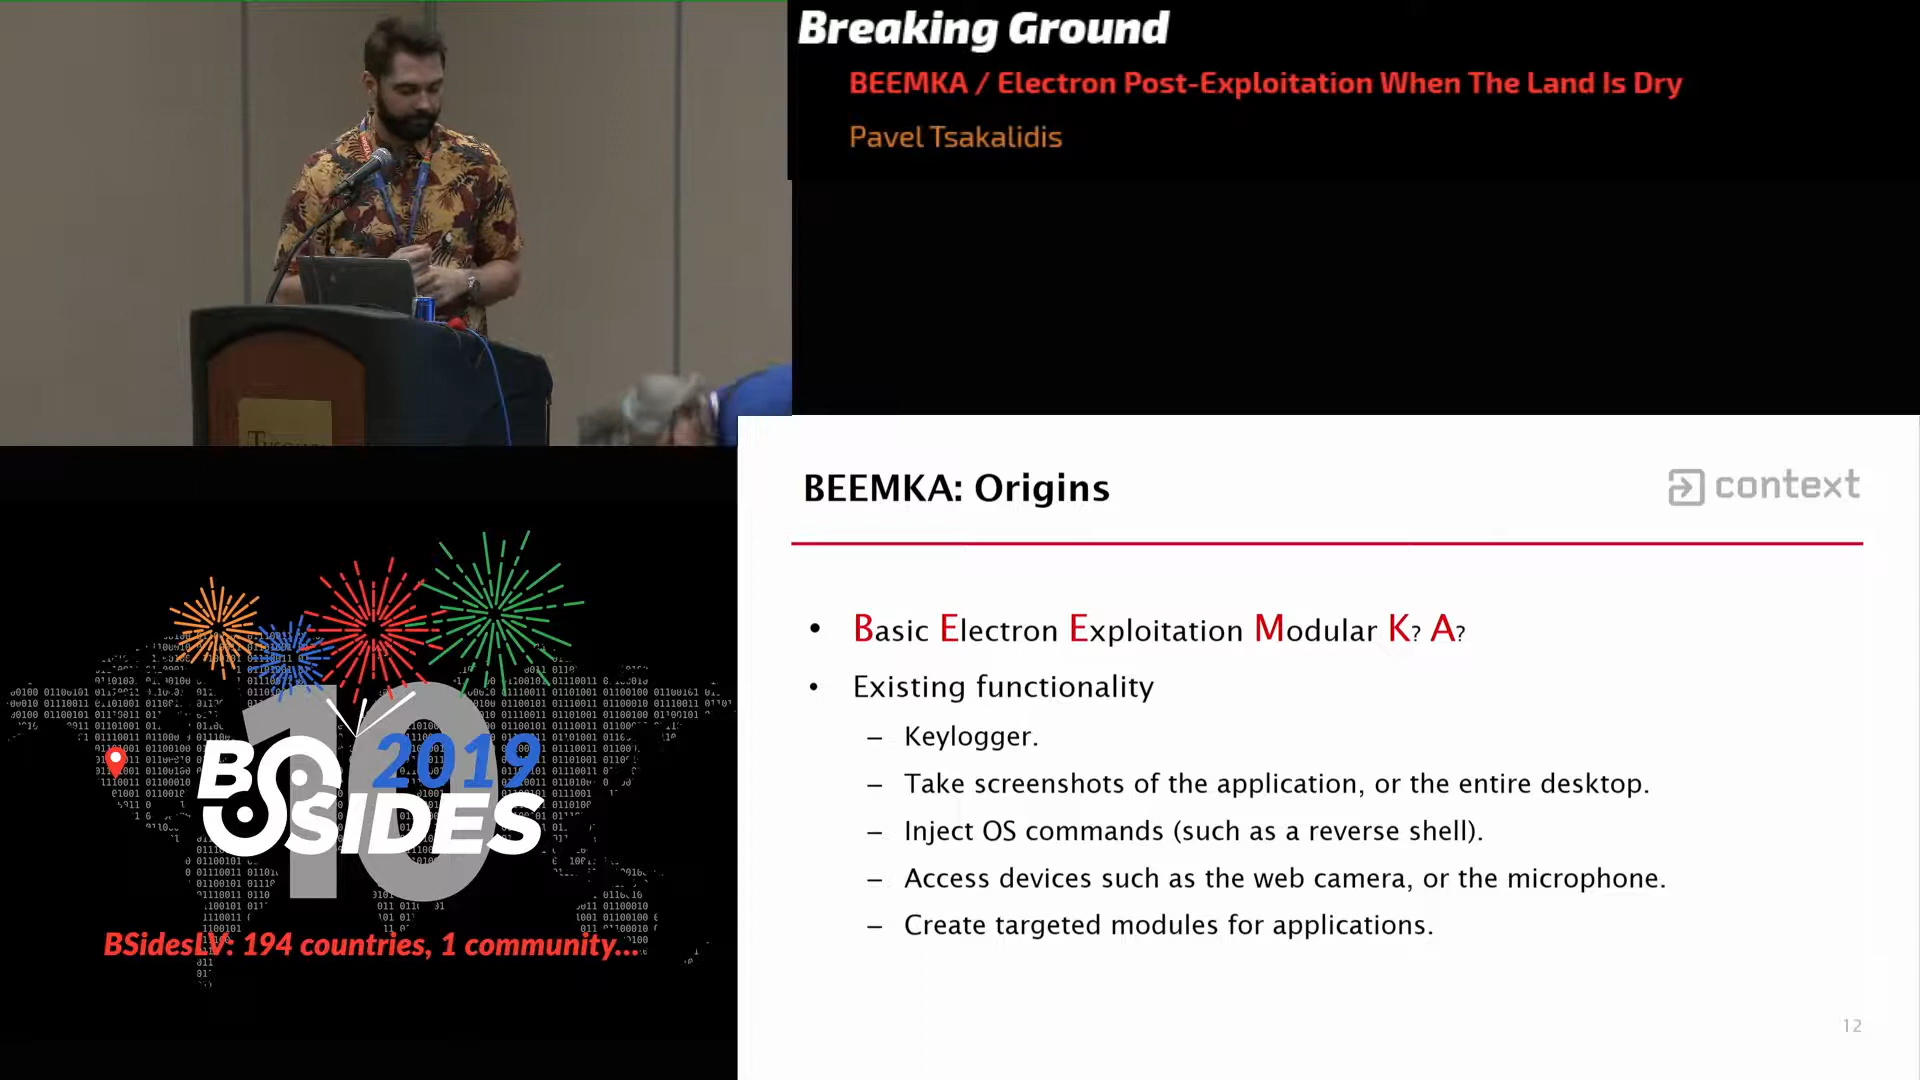 Breaking Ground
BEEMKA / Electron Post-Exploitation When The Land Is Dry
Pavel Tsakalidis
BEEMKA: Origins
context
• Basic Electron Exploitation Modular K? A?
• Existing functionality
– Keylogger.
– Take screenshots of the application, or the entire desktop.
– Inject OS commands (such as a reverse shell).
– Access devices such as the web camera, or the microphone.
– Create targeted modules for applications.
12
10
2019
BSIDES
BSidesLV: 194 countries, 1 community...